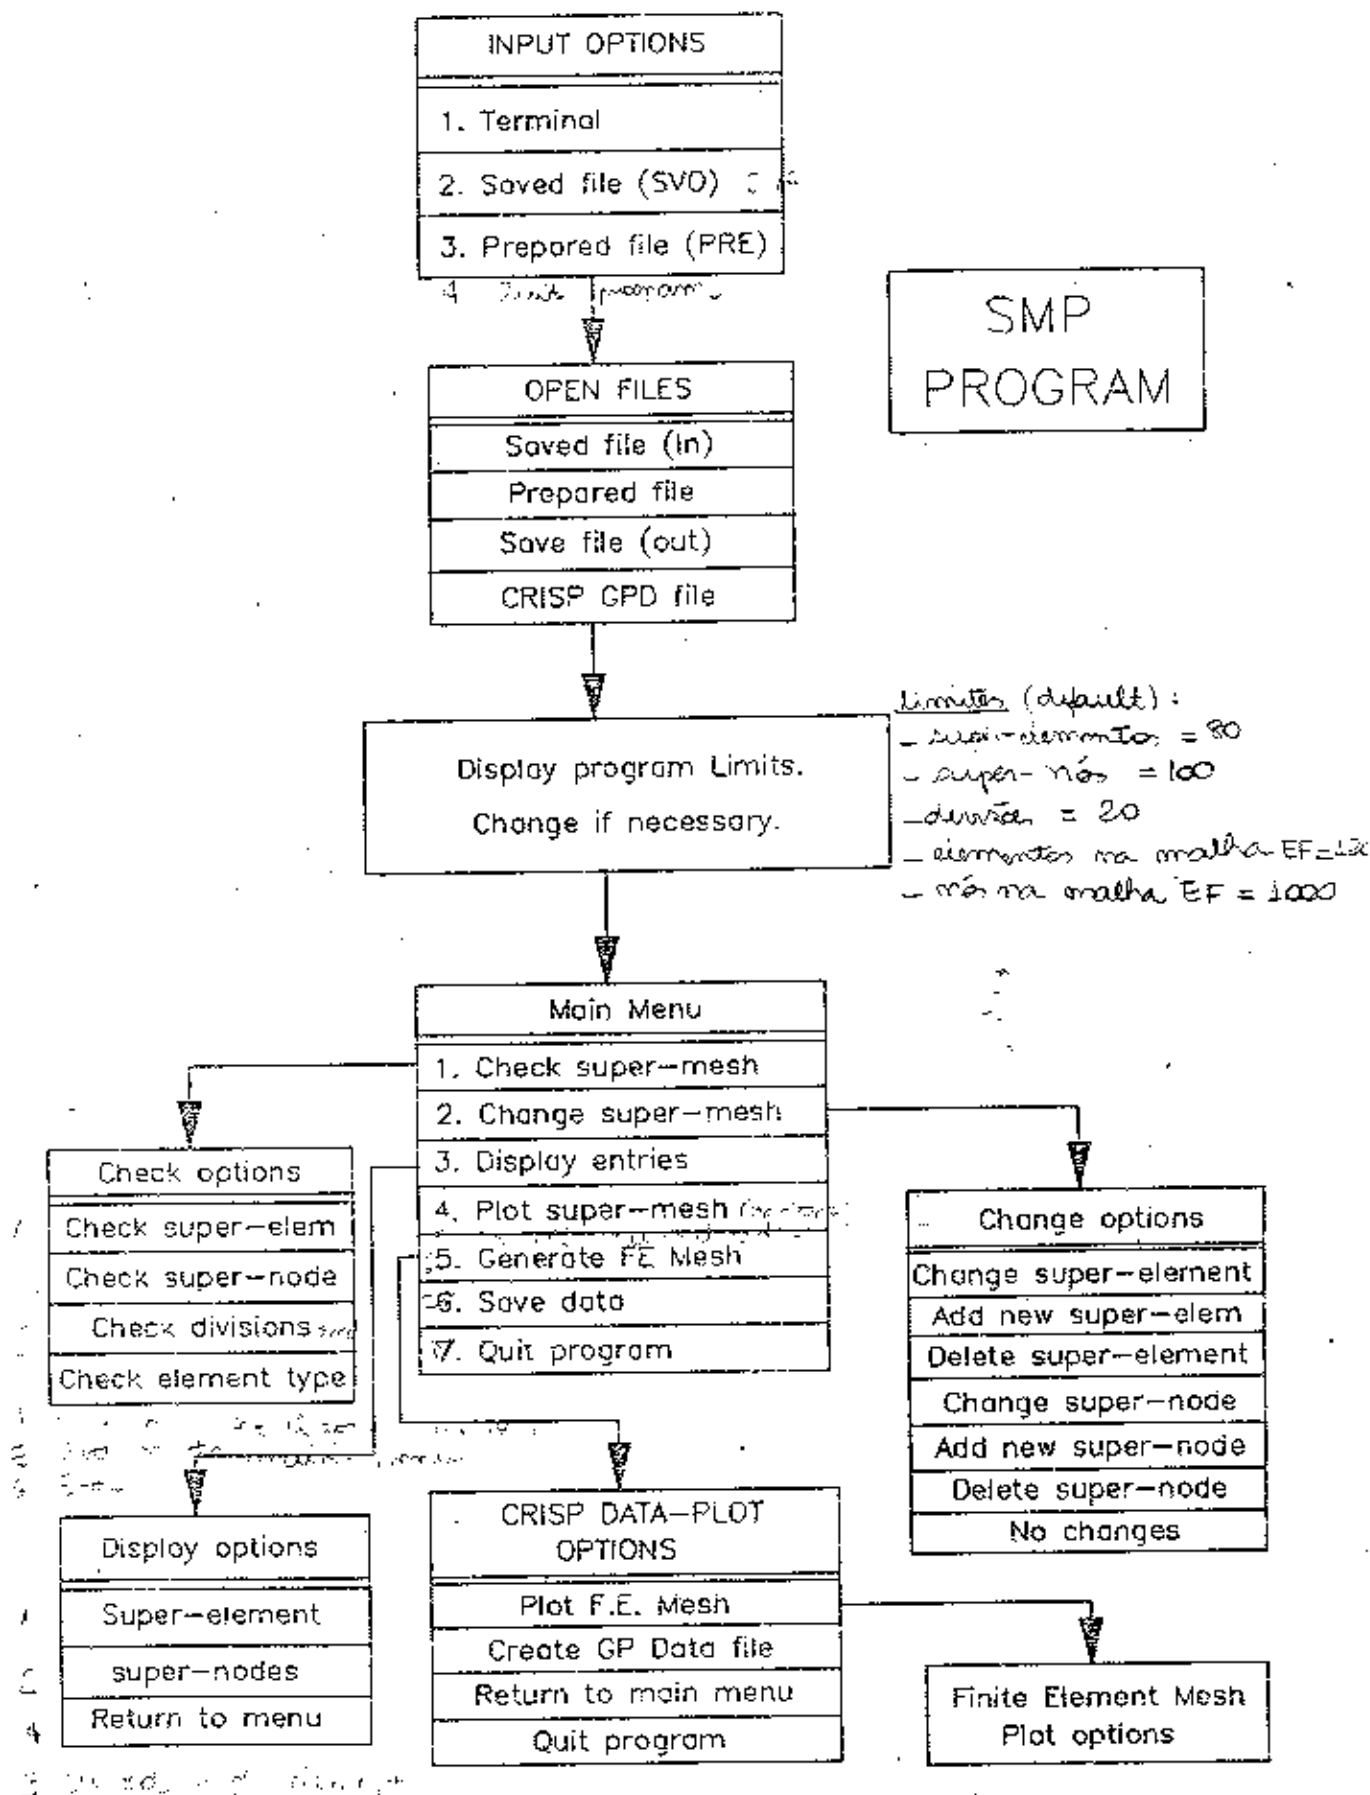 INPUT OPTIONS
1. Terminal
2. Saved file (SVO)
3. Prepared file (PRE)
4 program
SMP
PROGRAM
OPEN FILES
Saved file (in)
Prepared file
Save file (out)
CRISP GPD file
Display program Limits.
Change if necessary.
limites (default):
- super-elementos = 80
- super-nós = 100
- = 20
- elementos na malha EF =
- nós na malha EF = 1000
Main Menu
1. Check super-mesh
2. Change super-mesh
3. Display entries
4. Plot super-mesh
5. Generate FE Mesh
6. Save data
7. Quit program
Check options
Check super-elem
Check super-node
Check divisions
Check element type
Change options
Change super-element
Add new super-elem
Delete super-element
Change super-node
Add new super-node
Delete super-node
No changes
Display options
Super-element
super-nodes
Return to menu
CRISP DATA-PLOT
OPTIONS
Plot F.E. Mesh
Create GP Data file
Return to main menu
Quit program
Finite Element Mesh
Plot options